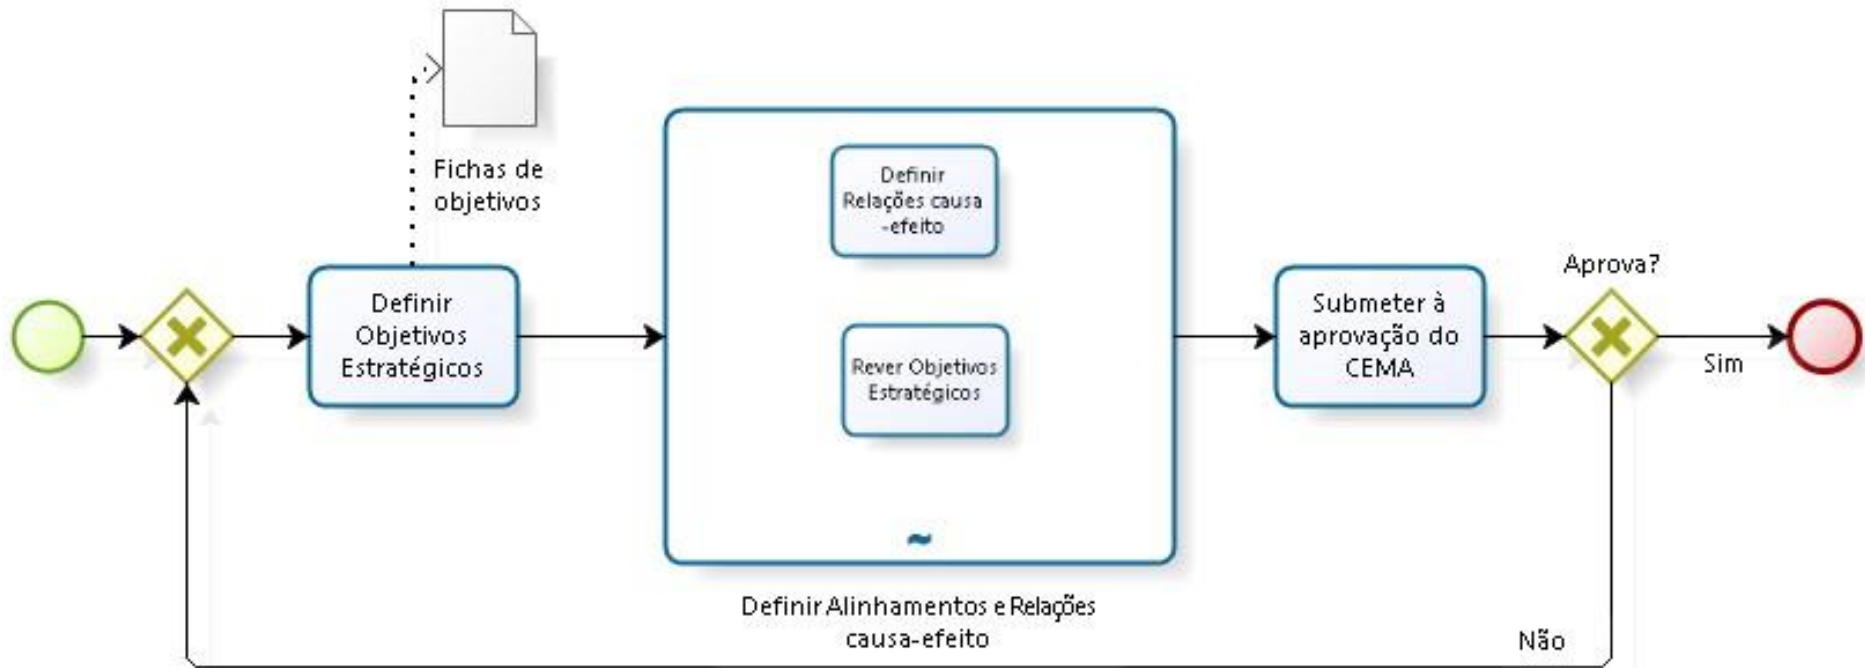 Fichas de
objetivos
Definir
Objetivos
Estratégicos
Definir
Relações causa
-efeito
Rever Objetivos
Estratégicos
Definir Alinhamentos e Relações
causa-efeito
Submeter à
aprovação do
CEMA
Aprova?
Sim
Não